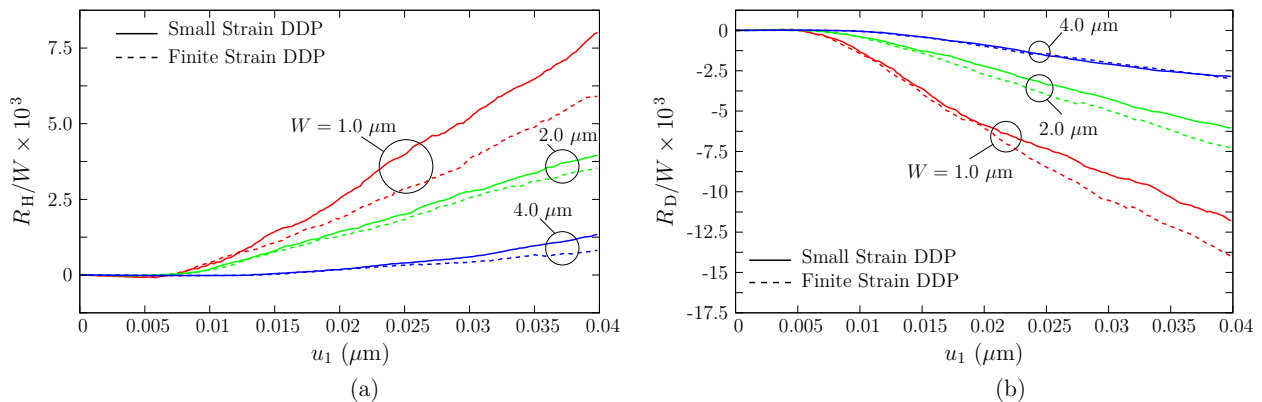 Small Strain DDP
Finite Strain DDP
W = 1.0 μm
2.0 μm
4.0 μm
7.5
5.0
2.5
0
R_H/W × 10^3
0 0.005 0.01 0.015 0.02 0.025 0.03 0.035 0.04
u_1 (μm)
(a)
4.0 μm
2.0 μm
W = 1.0 μm
Small Strain DDP
Finite Strain DDP
0
-2.5
-5
-7.5
-10
-12.5
-15
-17.5
R_D/W × 10^3
0 0.005 0.01 0.015 0.02 0.025 0.03 0.035 0.04
u_1 (μm)
(b)